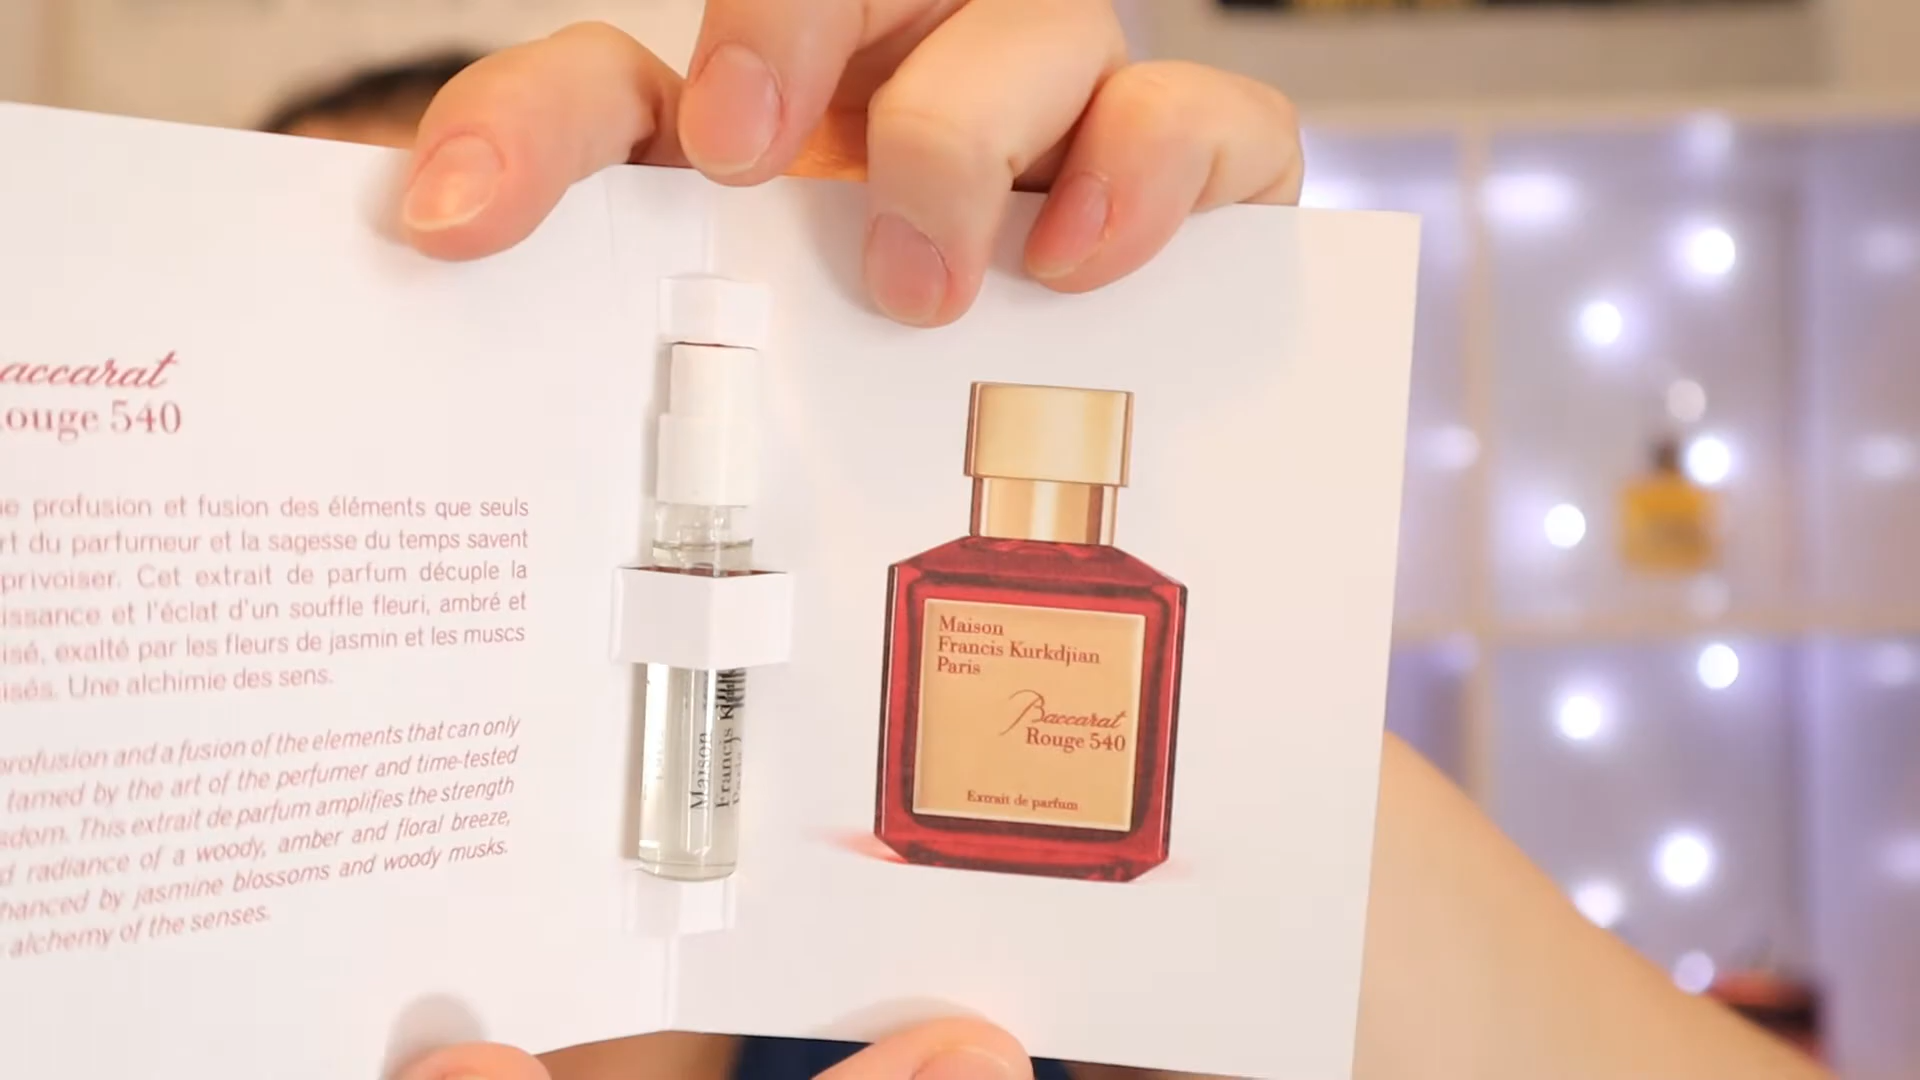 accarat
ouge 540
profusion et fusion des éléments que seuls
du parfumeur et la sagesse du temps savent
privoiser. Cet extrait de parfum décuple la
issance et l'éclat d'un souffle fleuri, ambré et
isé, exalté par les fleurs de jasmin et les muscs
isés. Une alchimie des sens.
profusion and a fusion of the elements that can only
tamed by the art of the perfumer and time-tested
sdom. This extrait de parfum amplifies the strength
d radiance of a woody, amber and floral breeze,
hanced by jasmine blossoms and woody musks.
alchemy of the senses.
Maison
Francis K
Maison
Francis Kurkdjian
Paris
Baccarat
Rouge 540
Extrait de parfum